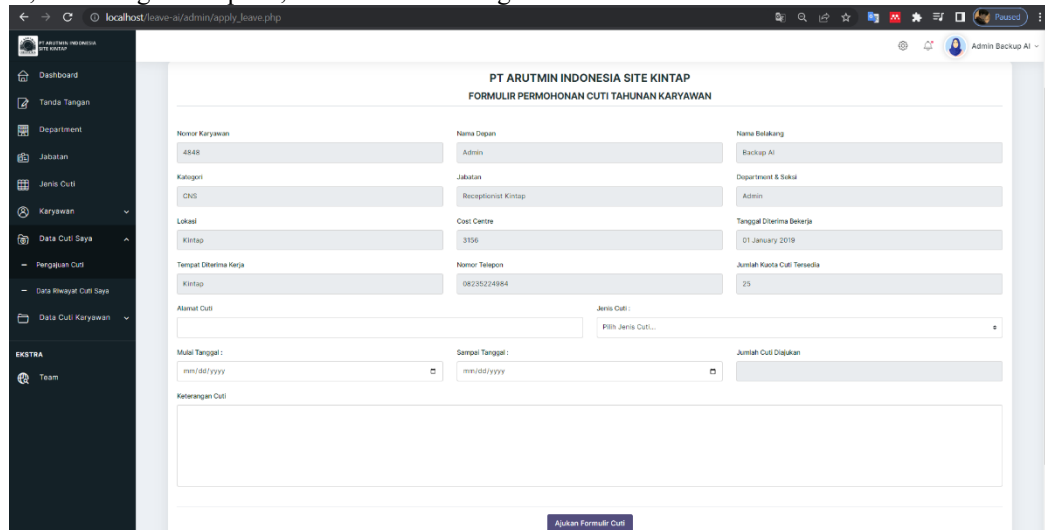 localhost/leave-ai/admin/apply_leave.php
Paused
PT ARUTMIN INDONESIA
SITE KINTAP
Admin Backup AI
Dashboard
Tanda Tangan
Department
Jabatan
Jenis Cuti
Karyawan
Data Cuti Saya
Pengajuan Cuti
Data Riwayat Cuti Saya
Data Cuti Karyawan
EKSTRA
Team
PT ARUTMIN INDONESIA SITE KINTAP
FORMULIR PERMOHONAN CUTI TAHUNAN KARYAWAN
Nomor Karyawan Nama Depan Nama Belakang
4848 Admin Backup AI
Kategori Jabatan Department & Seksi
CNS Receptionist Kintap Admin
Lokasi Cost Centre Tanggal Diterima Bekerja
Kintap 3156 01 January 2019
Tempat Diterima Kerja Nomor Telepon Jumlah Kuota Cuti Tersedia
Kintap 08235224984 25
Alamat Cuti Jenis Cuti :
Pilih Jenis Cuti...
Mulai Tanggal : Sampai Tanggal : Jumlah Cuti Diajukan
mm/dd/yyyy mm/dd/yyyy
Keterangan Cuti
Ajukan Formulir Cuti